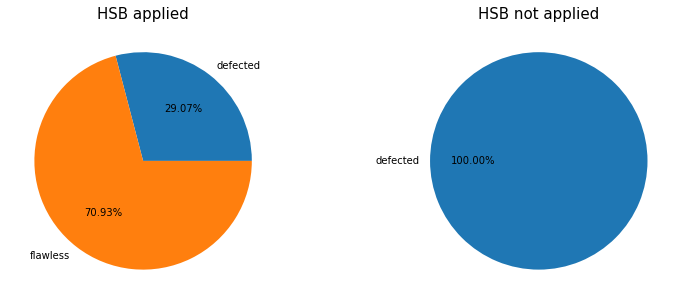 HSB applied
defected
29.07%
70.93%
flawless
HSB not applied
defected
100.00%